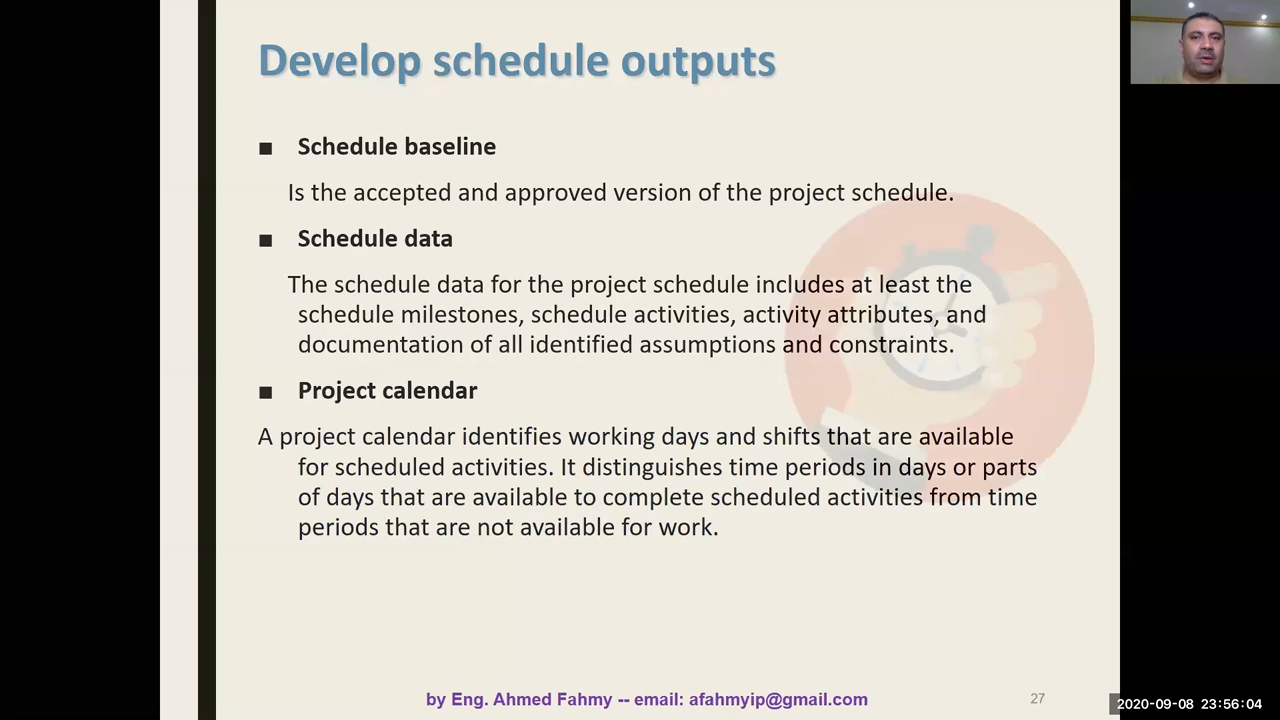 Develop schedule outputs
■ Schedule baseline
Is the accepted and approved version of the project schedule.
■ Schedule data
The schedule data for the project schedule includes at least the
schedule milestones, schedule activities, activity attributes, and
documentation of all identified assumptions and constraints.
■ Project calendar
A project calendar identifies working days and shifts that are available
for scheduled activities. It distinguishes time periods in days or parts
of days that are available to complete scheduled activities from time
periods that are not available for work.
by Eng. Ahmed Fahmy -- email: afahmyip@gmail.com
27
2020-09-08 23:56:04